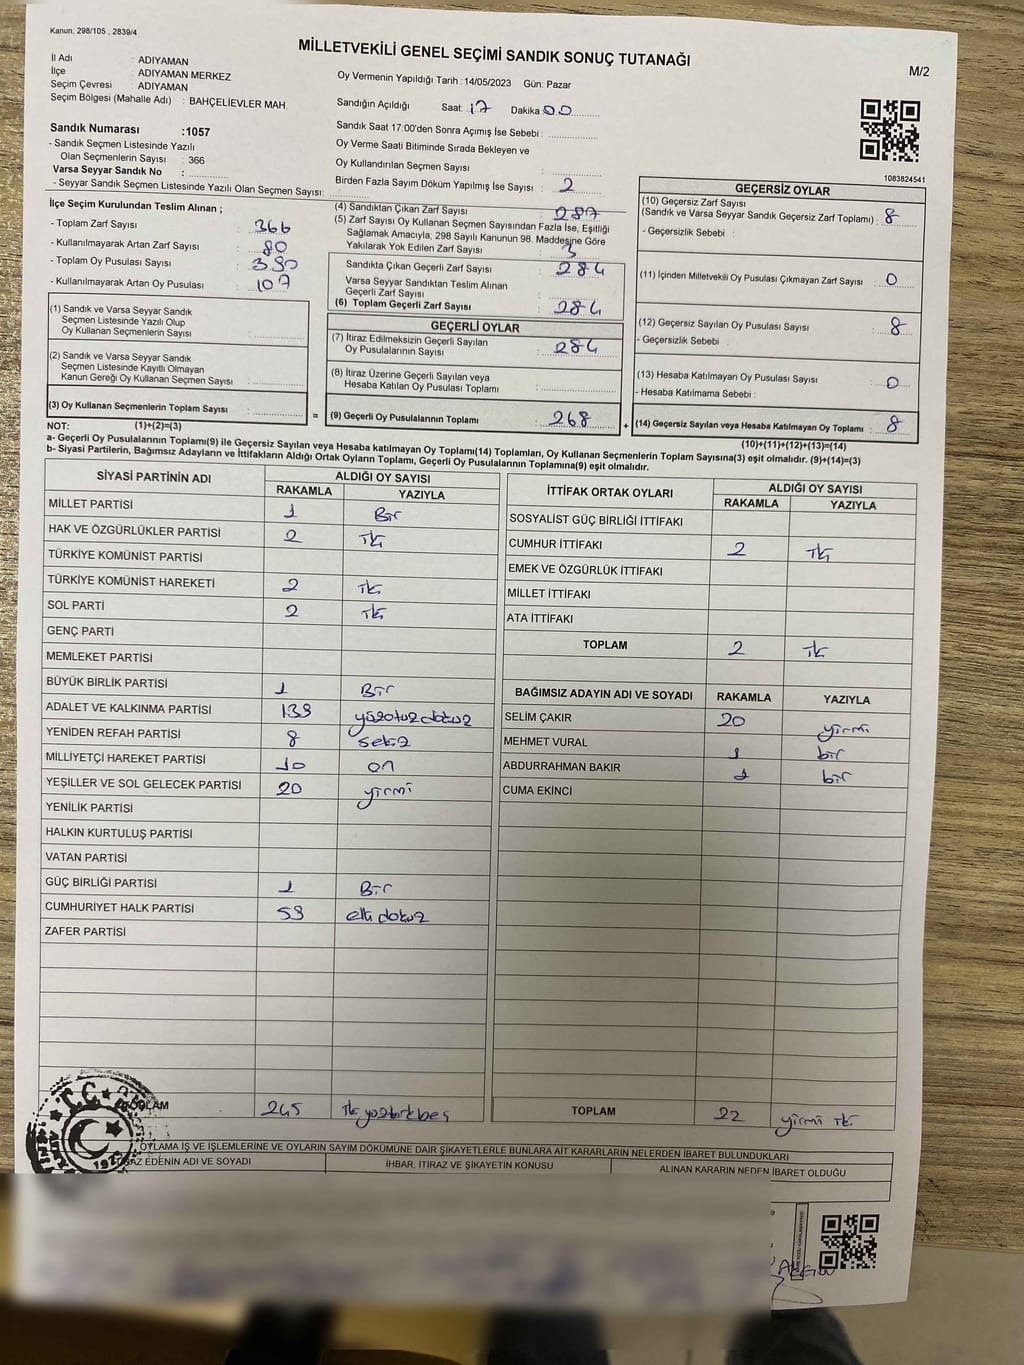 Kanun; 298/105 , 2839/4
MİLLETVEKİLİ GENEL SEÇİMİ SANDIK SONUÇ TUTANAĞI
M/2
İl Adı : ADIYAMAN
İlçe : ADIYAMAN MERKEZ
Seçim Çevresi : ADIYAMAN
Seçim Bölgesi (Mahalle Adı) : BAHÇELİEVLER MAH.
Oy Vermenin Yapıldığı Tarih :14/05/2023 Gün: Pazar
Sandığın Açıldığı Saat: 17 Dakika 00
Sandık Saat 17:00'den Sonra Açımış İse Sebebi :
Oy Verme Saati Bitiminde Sırada Bekleyen ve
Oy Kullandırılan Seçmen Sayısı :
Birden Fazla Sayım Döküm Yapılmış İse Sayısı : 2
Sandık Numarası :1057
- Sandık Seçmen Listesinde Yazılı
Olan Seçmenlerin Sayısı : 366
Varsa Seyyar Sandık No :
- Seyyar Sandık Seçmen Listesinde Yazılı Olan Seçmen Sayısı:
1083824541
İlçe Seçim Kurulundan Teslim Alınan ;
- Toplam Zarf Sayısı : 366
- Kullanılmayarak Artan Zarf Sayısı : 80
- Toplam Oy Pusulası Sayısı : 390
- Kullanılmayarak Artan Oy Pusulası : 107
(1) Sandık ve Varsa Seyyar Sandık
Seçmen Listesinde Yazılı Olup
Oy Kullanan Seçmenlerin Sayısı :
(2) Sandık ve Varsa Seyyar Sandık
Seçmen Listesinde Kayıtlı Olmayan
Kanun Gereği Oy Kullanan Seçmen Sayısı :
(3) Oy Kullanan Seçmenlerin Toplam Sayısı :
(4) Sandıktan Çıkan Zarf Sayısı : 287
(5) Zarf Sayısı Oy Kullanan Seçmen Sayısından Fazla İse, Eşitliği
Sağlamak Amacıyla, 298 Sayılı Kanunun 98. Maddesine Göre
Yakılarak Yok Edilen Zarf Sayısı : 3
Sandıkta Çıkan Geçerli Zarf Sayısı : 284
Varsa Seyyar Sandıktan Teslim Alınan
Geçerli Zarf Sayısı :
(6) Toplam Geçerli Zarf Sayısı : 284
GEÇERLİ OYLAR
(7) İtiraz Edilmeksizin Geçerli Sayılan
Oy Pusulalarının Sayısı : 284
(8) İtiraz Üzerine Geçerli Sayılan veya
Hesaba Katılan Oy Pusulası Toplamı :
= (9) Geçerli Oy Pusulalarının Toplamı : 268
GEÇERSİZ OYLAR
(10) Geçersiz Zarf Sayısı
(Sandık ve Varsa Seyyar Sandık Geçersiz Zarf Toplamı) : 8
- Geçersizlik Sebebi :
(11) İçinden Milletvekili Oy Pusulası Çıkmayan Zarf Sayısı : 0
(12) Geçersiz Sayılan Oy Pusulası Sayısı : 8
- Geçersizlik Sebebi :
(13) Hesaba Katılmayan Oy Pusulası Sayısı : 0
- Hesaba Katılmama Sebebi :
+ (14) Geçersiz Sayılan veya Hesaba Katılmayan Oy Toplamı : 8
NOT: (1)+(2)=(3)
(10)+(11)+(12)+(13)=(14)
a- Geçerli Oy Pusulalarının Toplamı(9) ile Geçersiz Sayılan veya Hesaba katılmayan Oy Toplamı(14) Toplamları, Oy Kullanan Seçmenlerin Toplam Sayısına(3) eşit olmalıdır. (9)+(14)=(3)
b- Siyasi Partilerin, Bağımsız Adayların ve İttifakların Aldığı Ortak Oyların Toplamı, Geçerli Oy Pusulalarının Toplamına(9) eşit olmalıdır.
SİYASİ PARTİNİN ADI ALDIĞI OY SAYISI
RAKAMLA YAZIYLA
MİLLET PARTİSİ 1 Bir
HAK VE ÖZGÜRLÜKLER PARTİSİ 2 İki
TÜRKİYE KOMÜNİST PARTİSİ
TÜRKİYE KOMÜNİST HAREKETİ 2 İki
SOL PARTİ 2 İki
GENÇ PARTİ
MEMLEKET PARTİSİ
BÜYÜK BİRLİK PARTİSİ 1 Bir
ADALET VE KALKINMA PARTİSİ 139 yüzotuzdokuz
YENİDEN REFAH PARTİSİ 8 sekiz
MİLLİYETÇİ HAREKET PARTİSİ 10 on
YEŞİLLER VE SOL GELECEK PARTİSİ 20 yirmi
YENİLİK PARTİSİ
HALKIN KURTULUŞ PARTİSİ
VATAN PARTİSİ
GÜÇ BİRLİĞİ PARTİSİ 1 Bir
CUMHURİYET HALK PARTİSİ 59 elli dokuz
ZAFER PARTİSİ
TOPLAM 245 ikiyüzkırkbeş
İTTİFAK ORTAK OYLARI ALDIĞI OY SAYISI
RAKAMLA YAZIYLA
SOSYALİST GÜÇ BİRLİĞİ İTTİFAKI
CUMHUR İTTİFAKI 2 İki
EMEK VE ÖZGÜRLÜK İTTİFAKI
MİLLET İTTİFAKI
ATA İTTİFAKI
TOPLAM 2 İki
BAĞIMSIZ ADAYIN ADI VE SOYADI RAKAMLA YAZIYLA
SELİM ÇAKIR 20 yirmi
MEHMET VURAL 1 bir
ABDURRAHMAN BAKIR 1 bir
CUMA EKİNCİ
TOPLAM 22 yirmi iki
OYLAMA İŞ VE İŞLEMLERİNE VE OYLARIN SAYIM DÖKÜMÜNE DAİR ŞİKAYETLERLE BUNLARA AİT KARARLARIN NELERDEN İBARET BULUNDUKLARI
EDENİN ADI VE SOYADI İHBAR, İTİRAZ VE ŞİKAYETİN KONUSU ALINAN KARARIN NEDEN İBARET OLDUĞU